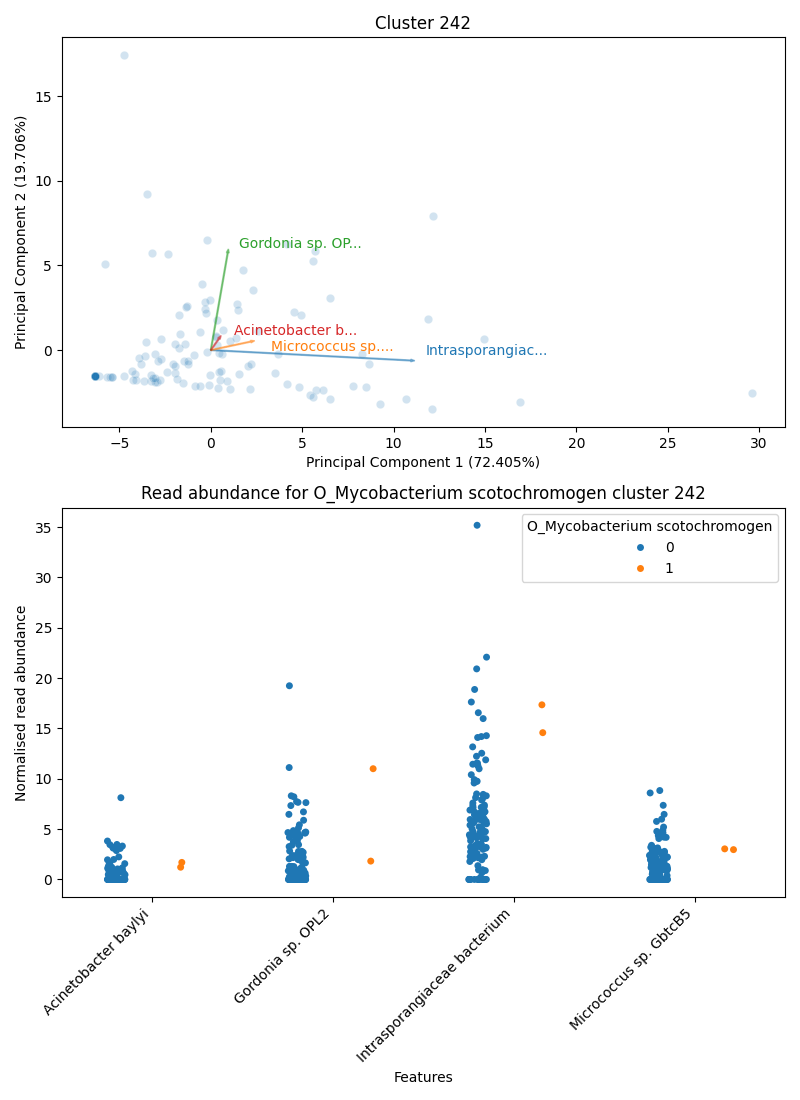 Cluster 242
Principal Component 2 (19.706%)
15
10
5
0
Gordonia sp. OP...
Acinetobacter b...
Micrococcus sp....
Intrasporangiac...
−5 0 5 10 15 20 25 30
Principal Component 1 (72.405%)
Read abundance for O_Mycobacterium scotochromogen cluster 242
Normalised read abundance
35
30
25
20
15
10
5
0
O_Mycobacterium scotochromogen
0
1
Acinetobacter baylyi
Gordonia sp. OPL2
Intrasporangiaceae bacterium
Micrococcus sp. GbtcB5
Features